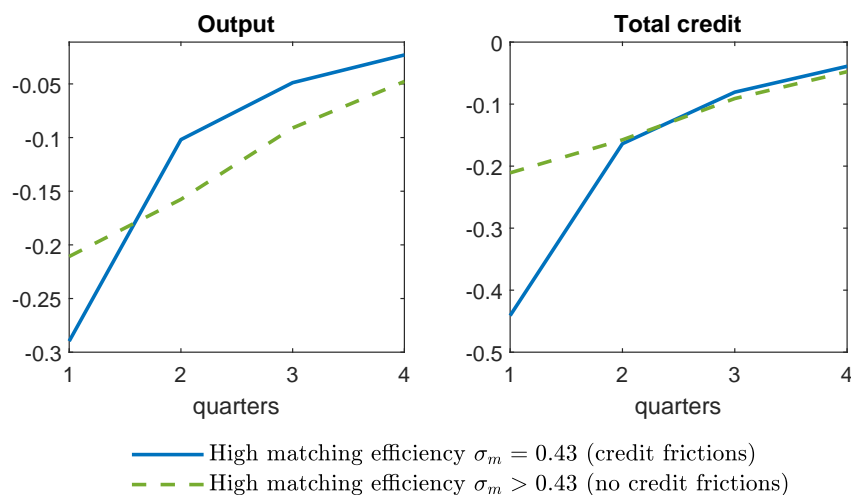 Output
-0.05
-0.1
-0.15
-0.2
-0.25
-0.3
1 2 3 4
quarters
Total credit
0
-0.1
-0.2
-0.3
-0.4
-0.5
1 2 3 4
quarters
High matching efficiency σm = 0.43 (credit frictions)
High matching efficiency σm > 0.43 (no credit frictions)